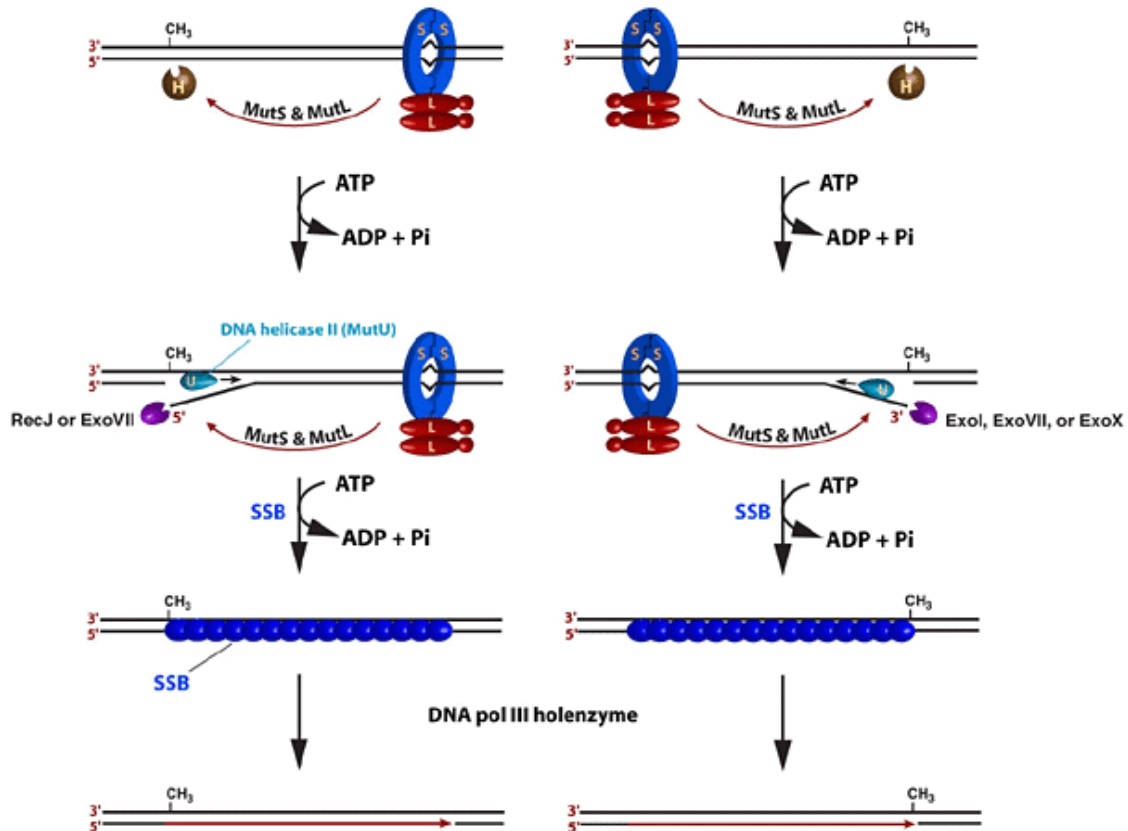 CH3
CH3
S S
S S
3'
5'
3'
5'
H
H
MutS & MutL
MutS & MutL
L
L
L
L
ATP
ATP
ADP + Pi
ADP + Pi
DNA helicase II (MutU)
CH3
S S
S S
CH3
3'
5'
3'
5'
U
U
RecJ or ExoVII
5'
3'
ExoI, ExoVII, or ExoX
MutS & MutL
MutS & MutL
L
L
L
L
ATP
ATP
SSB
SSB
ADP + Pi
ADP + Pi
CH3
CH3
3'
5'
3'
5'
SSB
DNA pol III holenzyme
CH3
CH3
3'
5'
3'
5'